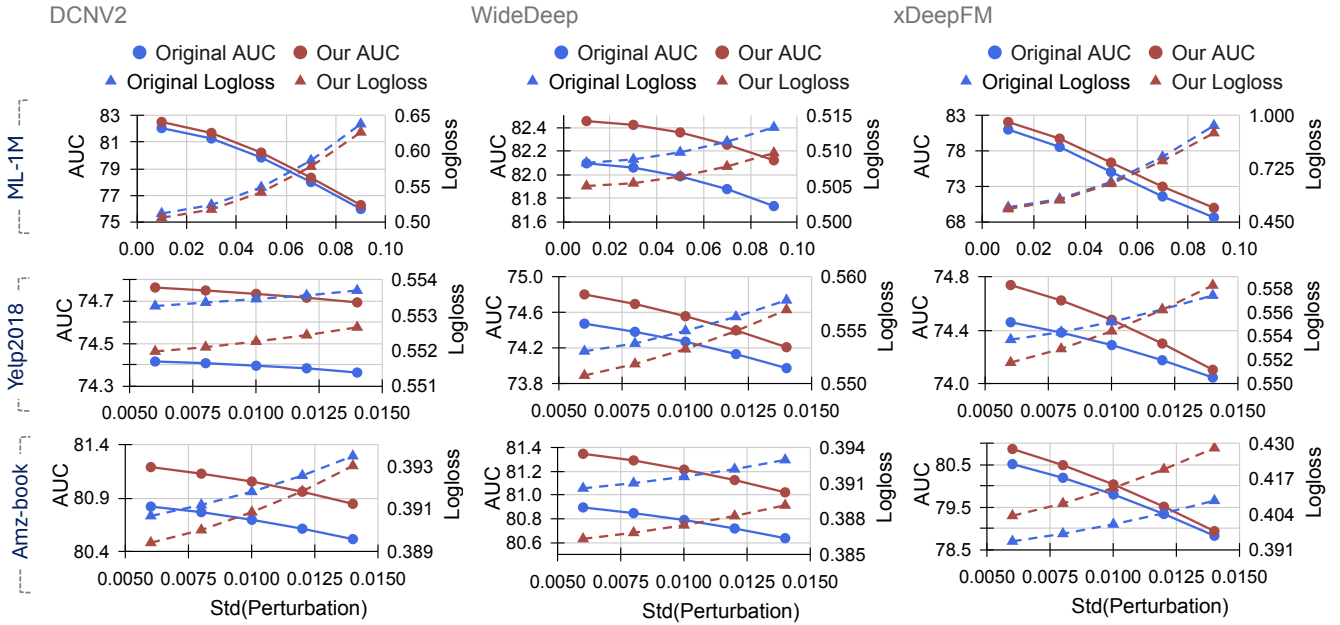 DCNV2 WideDeep xDeepFM
Original AUC Our AUC Original AUC Our AUC Original AUC Our AUC
Original Logloss Our Logloss Original Logloss Our Logloss Original Logloss Our Logloss
ML-1M
AUC
83
81
79
77
75
0.65
0.60
0.55
0.50
Logloss
0.00 0.02 0.04 0.06 0.08 0.10
AUC
82.4
82.2
82.0
81.8
81.6
0.515
0.510
0.505
0.500
Logloss
0.00 0.02 0.04 0.06 0.08 0.10
AUC
83
78
73
68
1.000
0.725
0.450
Logloss
0.00 0.02 0.04 0.06 0.08 0.10
Yelp2018
AUC
74.7
74.5
74.3
0.554
0.553
0.552
0.551
Logloss
0.0050 0.0075 0.0100 0.0125 0.0150
AUC
75.0
74.6
74.2
73.8
0.560
0.555
0.550
Logloss
0.0050 0.0075 0.0100 0.0125 0.0150
AUC
74.8
74.4
74.0
0.558
0.556
0.554
0.552
0.550
Logloss
0.0050 0.0075 0.0100 0.0125 0.0150
Amz-book
AUC
81.4
80.9
80.4
0.393
0.391
0.389
Logloss
0.0050 0.0075 0.0100 0.0125 0.0150
Std(Perturbation)
AUC
81.4
81.2
81.0
80.8
80.6
0.394
0.391
0.388
0.385
Logloss
0.0050 0.0075 0.0100 0.0125 0.0150
Std(Perturbation)
AUC
80.5
79.5
78.5
0.430
0.417
0.404
0.391
Logloss
0.0050 0.0075 0.0100 0.0125 0.0150
Std(Perturbation)